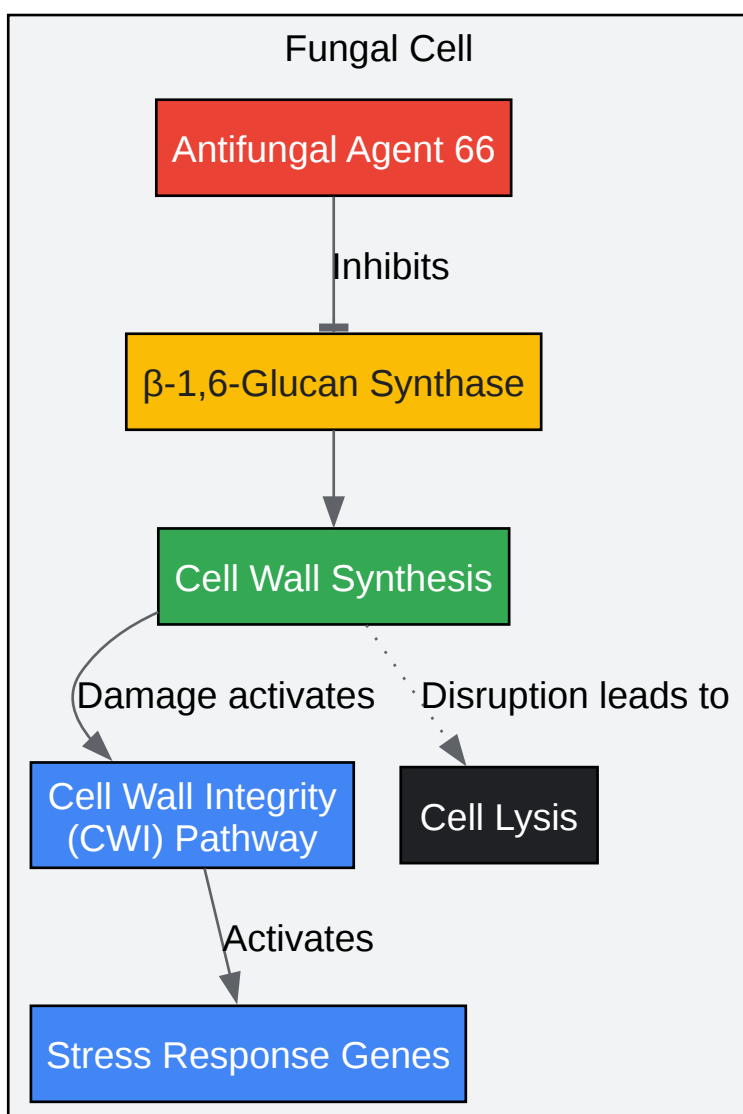 Fungal Cell
Antifungal Agent 66
Inhibits
β-1,6-Glucan Synthase
Cell Wall Synthesis
Damage activates
Disruption leads to
Cell Wall Integrity
(CWI) Pathway
Cell Lysis
Activates
Stress Response Genes